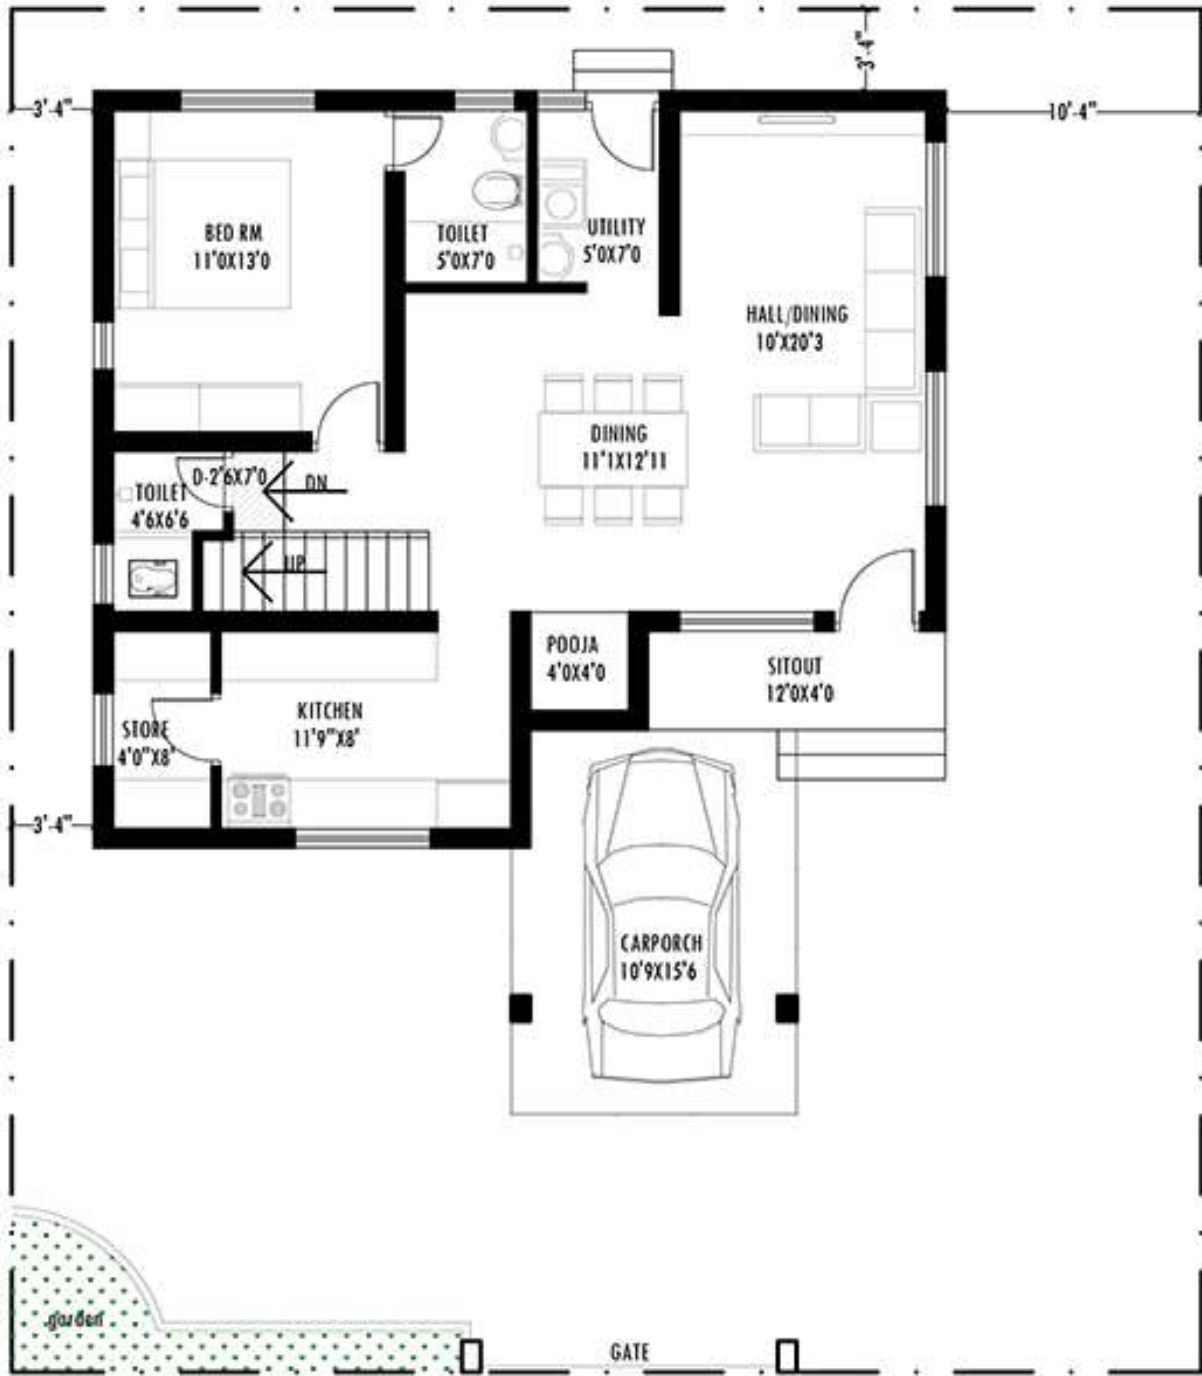 3'-4"
3'-4"
10'-4"
BED RM
11'0X13'0
TOILET
5'0X7'0
UTILITY
5'0X7'0
HALL/DINING
10'X20'3
DINING
11'1X12'11
D-2'6X7'0
DN
TOILET
4'6X6'6
UP
POOJA
4'0X4'0
SITOUT
12'0X4'0
KITCHEN
11'9"X8'
STORE
4'0"X8'
3'-4"
CARPORCH
10'9X15'6
garden
GATE